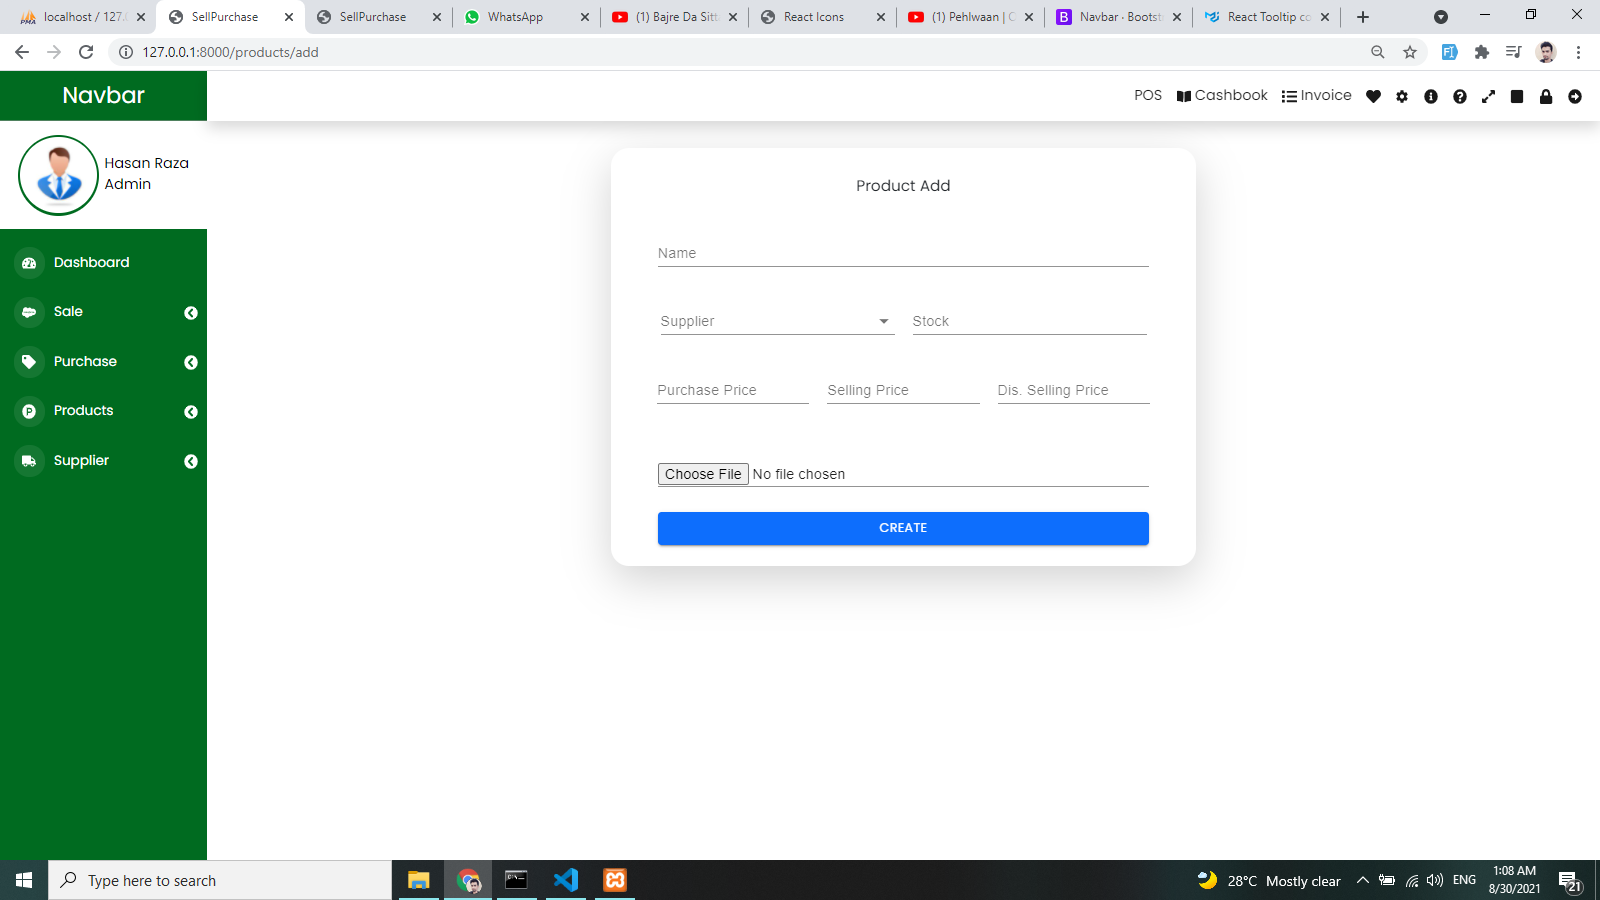 localhost / 127.
SellPurchase
SellPurchase
WhatsApp
(1) Bajre Da Sitt
React Icons
(1) Pehlwaan | C
Navbar · Bootst
React Tooltip co
127.0.0.1:8000/products/add
Navbar
POS Cashbook Invoice
Hasan Raza
Admin
Dashboard
Sale
Purchase
Products
Supplier
Product Add
Name
Supplier Stock
Purchase Price Selling Price Dis. Selling Price
Choose File No file chosen
CREATE
Type here to search
28°C Mostly clear
ENG
1:08 AM
8/30/2021
21